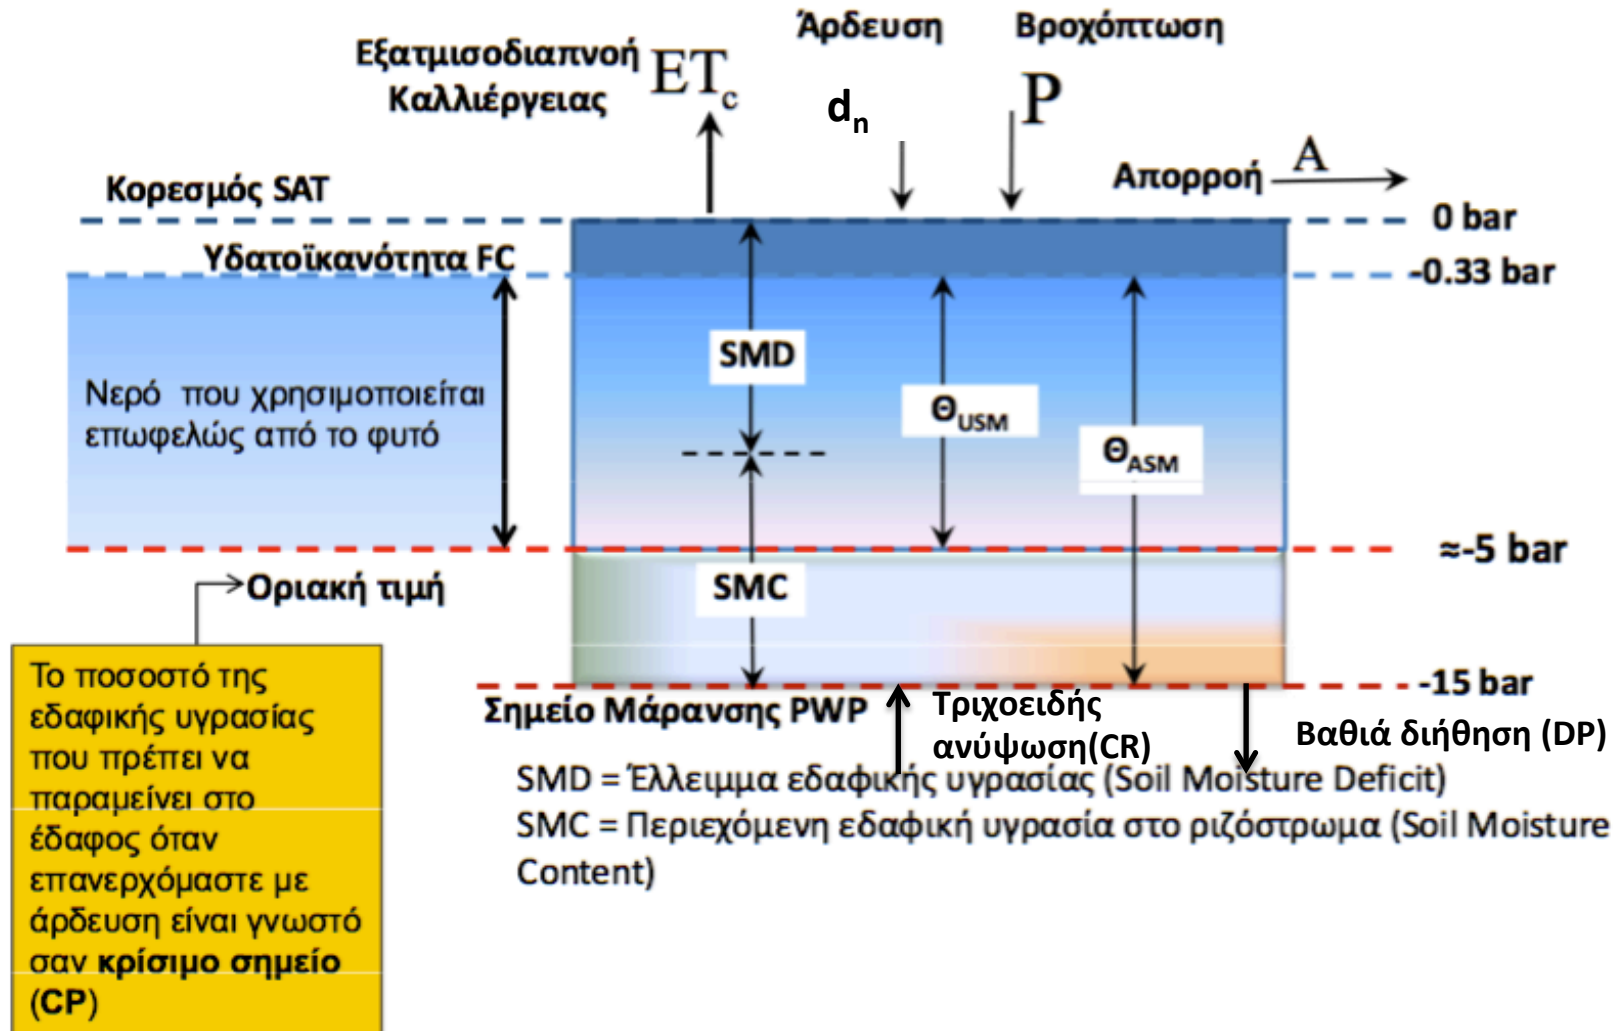 Εξατμισοδιαπνοή
Καλλιέργειας
ETc
Άρδευση
dn
Βροχόπτωση
P
Απορροή
A
Κορεσμός SAT
0 bar
Υδατοϊκανότητα FC
-0.33 bar
Νερό που χρησιμοποιείται
επωφελώς από το φυτό
SMD
ΘUSM
ΘASM
≈-5 bar
Οριακή τιμή
SMC
-15 bar
Σημείο Μάρανσης PWP
Τριχοειδής
ανύψωση(CR)
Βαθιά διήθηση (DP)
Το ποσοστό της
εδαφικής υγρασίας
που πρέπει να
παραμείνει στο
έδαφος όταν
επανερχόμαστε με
άρδευση είναι γνωστό
σαν κρίσιμο σημείο
(CP)
SMD = Έλλειμμα εδαφικής υγρασίας (Soil Moisture Deficit)
SMC = Περιεχόμενη εδαφική υγρασία στο ριζόστρωμα (Soil Moisture
Content)